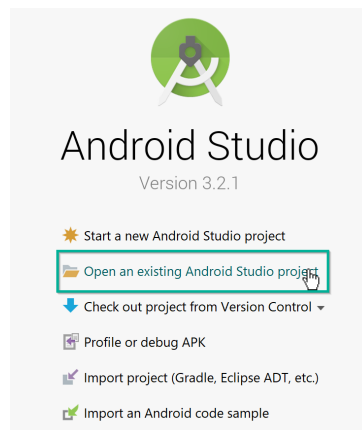 Android Studio
Version 3.2.1
Start a new Android Studio project
Open an existing Android Studio project
Check out project from Version Control
Profile or debug APK
Import project (Gradle, Eclipse ADT, etc.)
Import an Android code sample